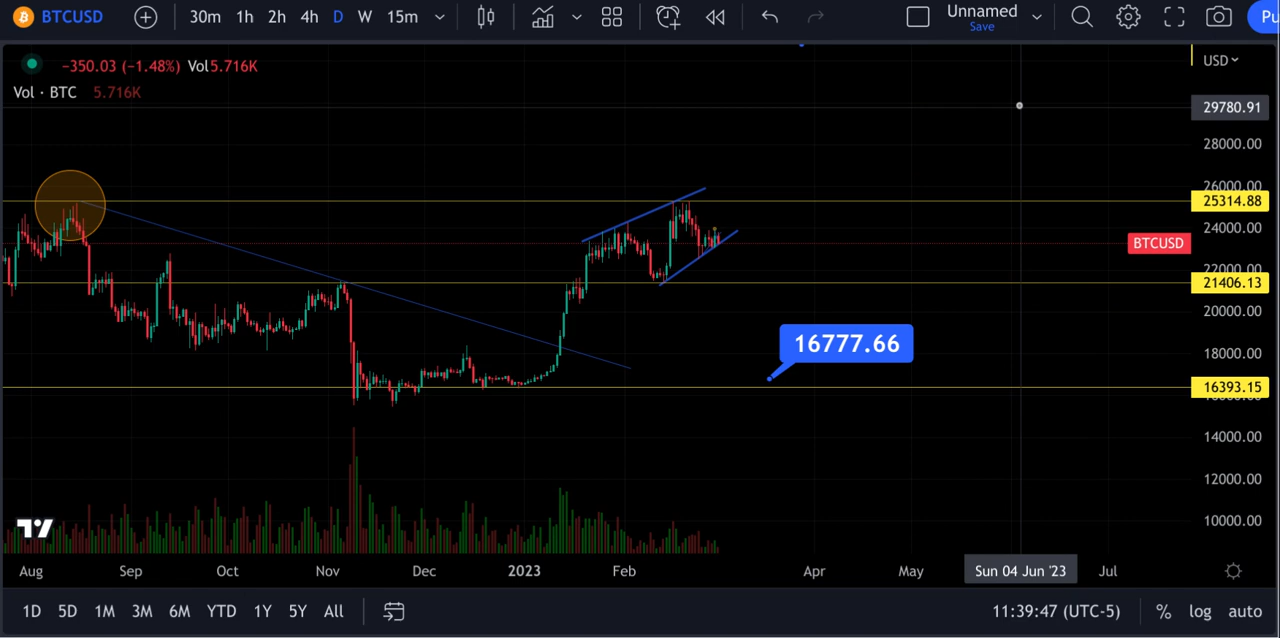 BTCUSD 30m 1h 2h 4h D W 15m Unnamed
Save
Pu
−350.03 (−1.48%) Vol5.716K
USD
Vol · BTC 5.716K
29780.91
28000.00
26000.00
25314.88
24000.00
BTCUSD
22000.00
21406.13
20000.00
16777.66
18000.00
16393.15
14000.00
12000.00
10000.00
Aug Sep Oct Nov Dec 2023 Feb Apr May Sun 04 Jun '23 Jul
1D 5D 1M 3M 6M YTD 1Y 5Y All 11:39:47 (UTC-5) % log auto